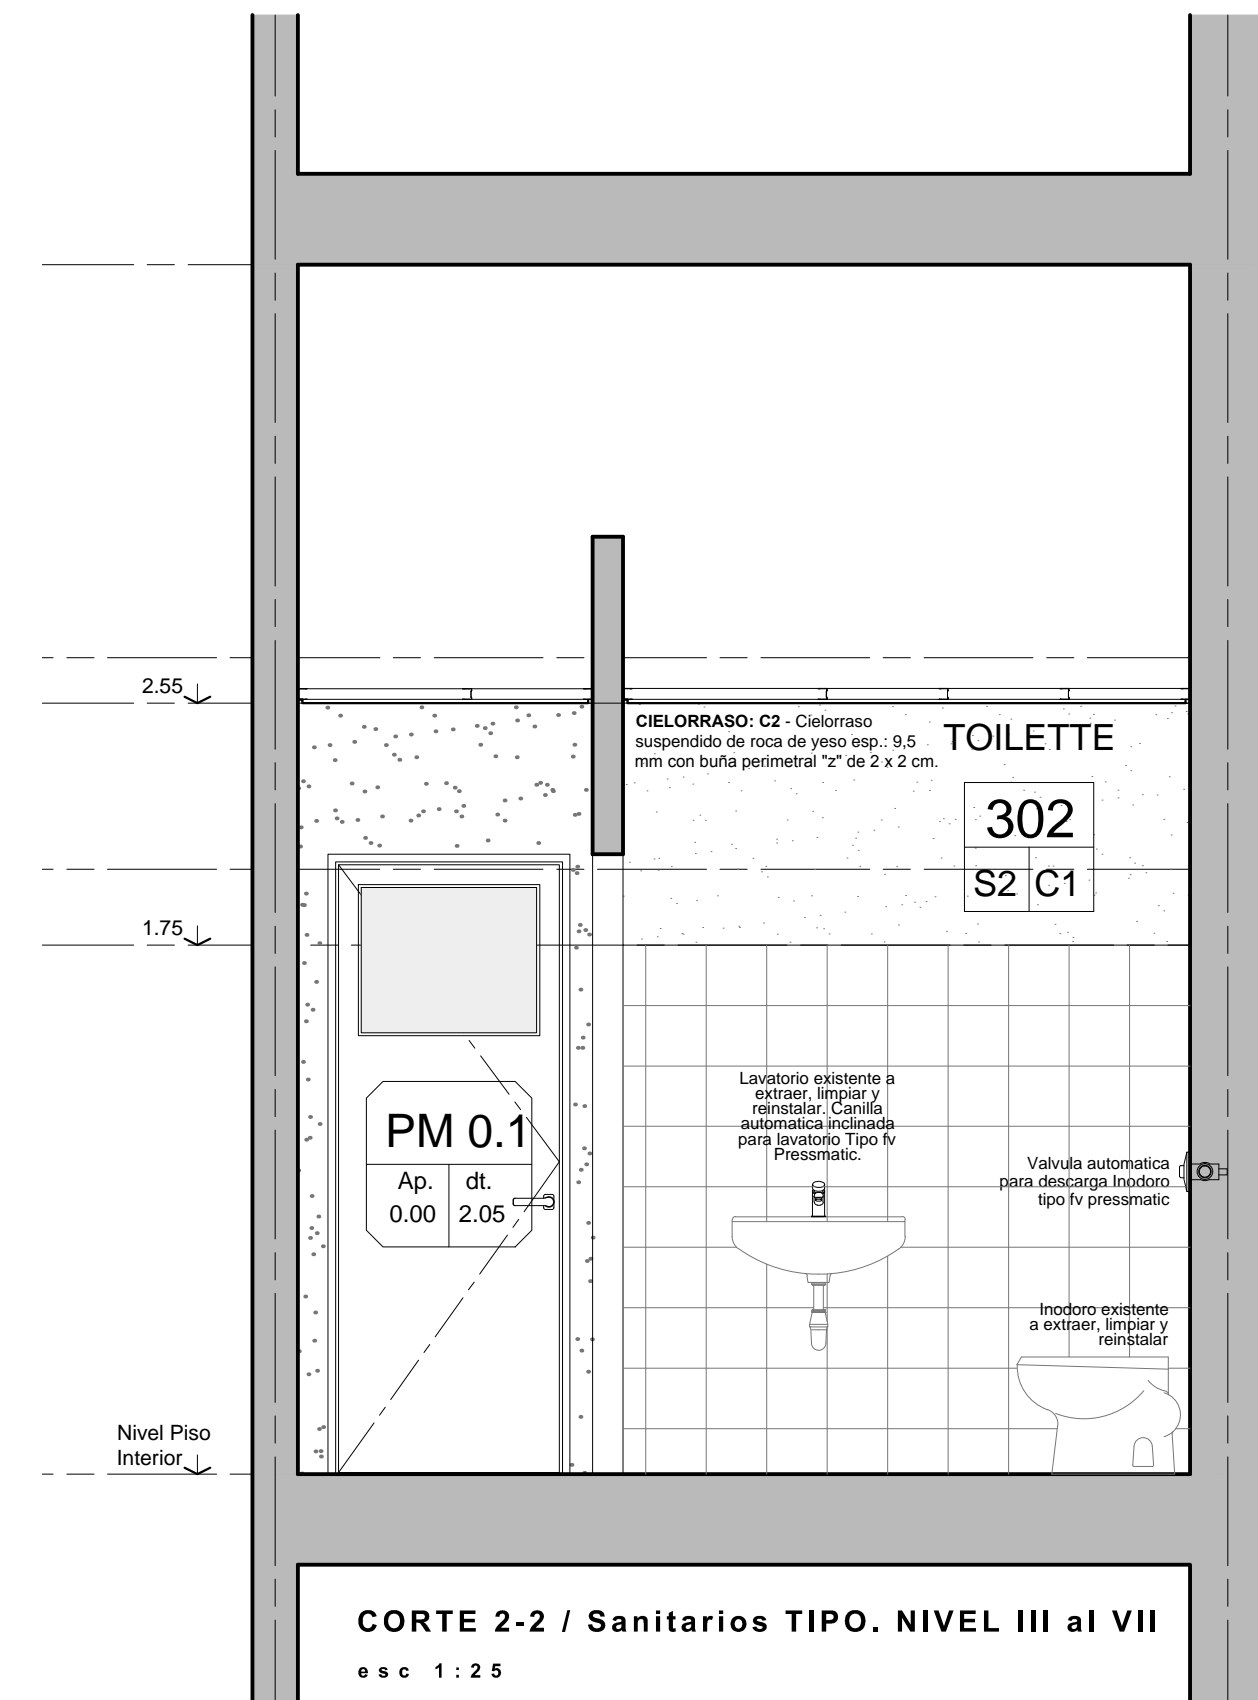 2.55
CIELORRASO: C2 - Cielorraso
suspendido de roca de yeso esp.: 9,5
mm con buña perimetral "z" de 2 x 2 cm.
TOILETTE
302
S2 C1
1.75
Lavatorio existente a
extraer, limpiar y
reinstalar. Canilla
automatica inclinada
para lavatorio Tipo fv
Pressmatic.
PM 0.1
Ap. dt.
0.00 2.05
Valvula automatica
para descarga Inodoro
tipo fv pressmatic
Inodoro existente
a extraer, limpiar y
reinstalar
Nivel Piso
Interior
CORTE 2-2 / Sanitarios TIPO. NIVEL III al VII
esc 1:25